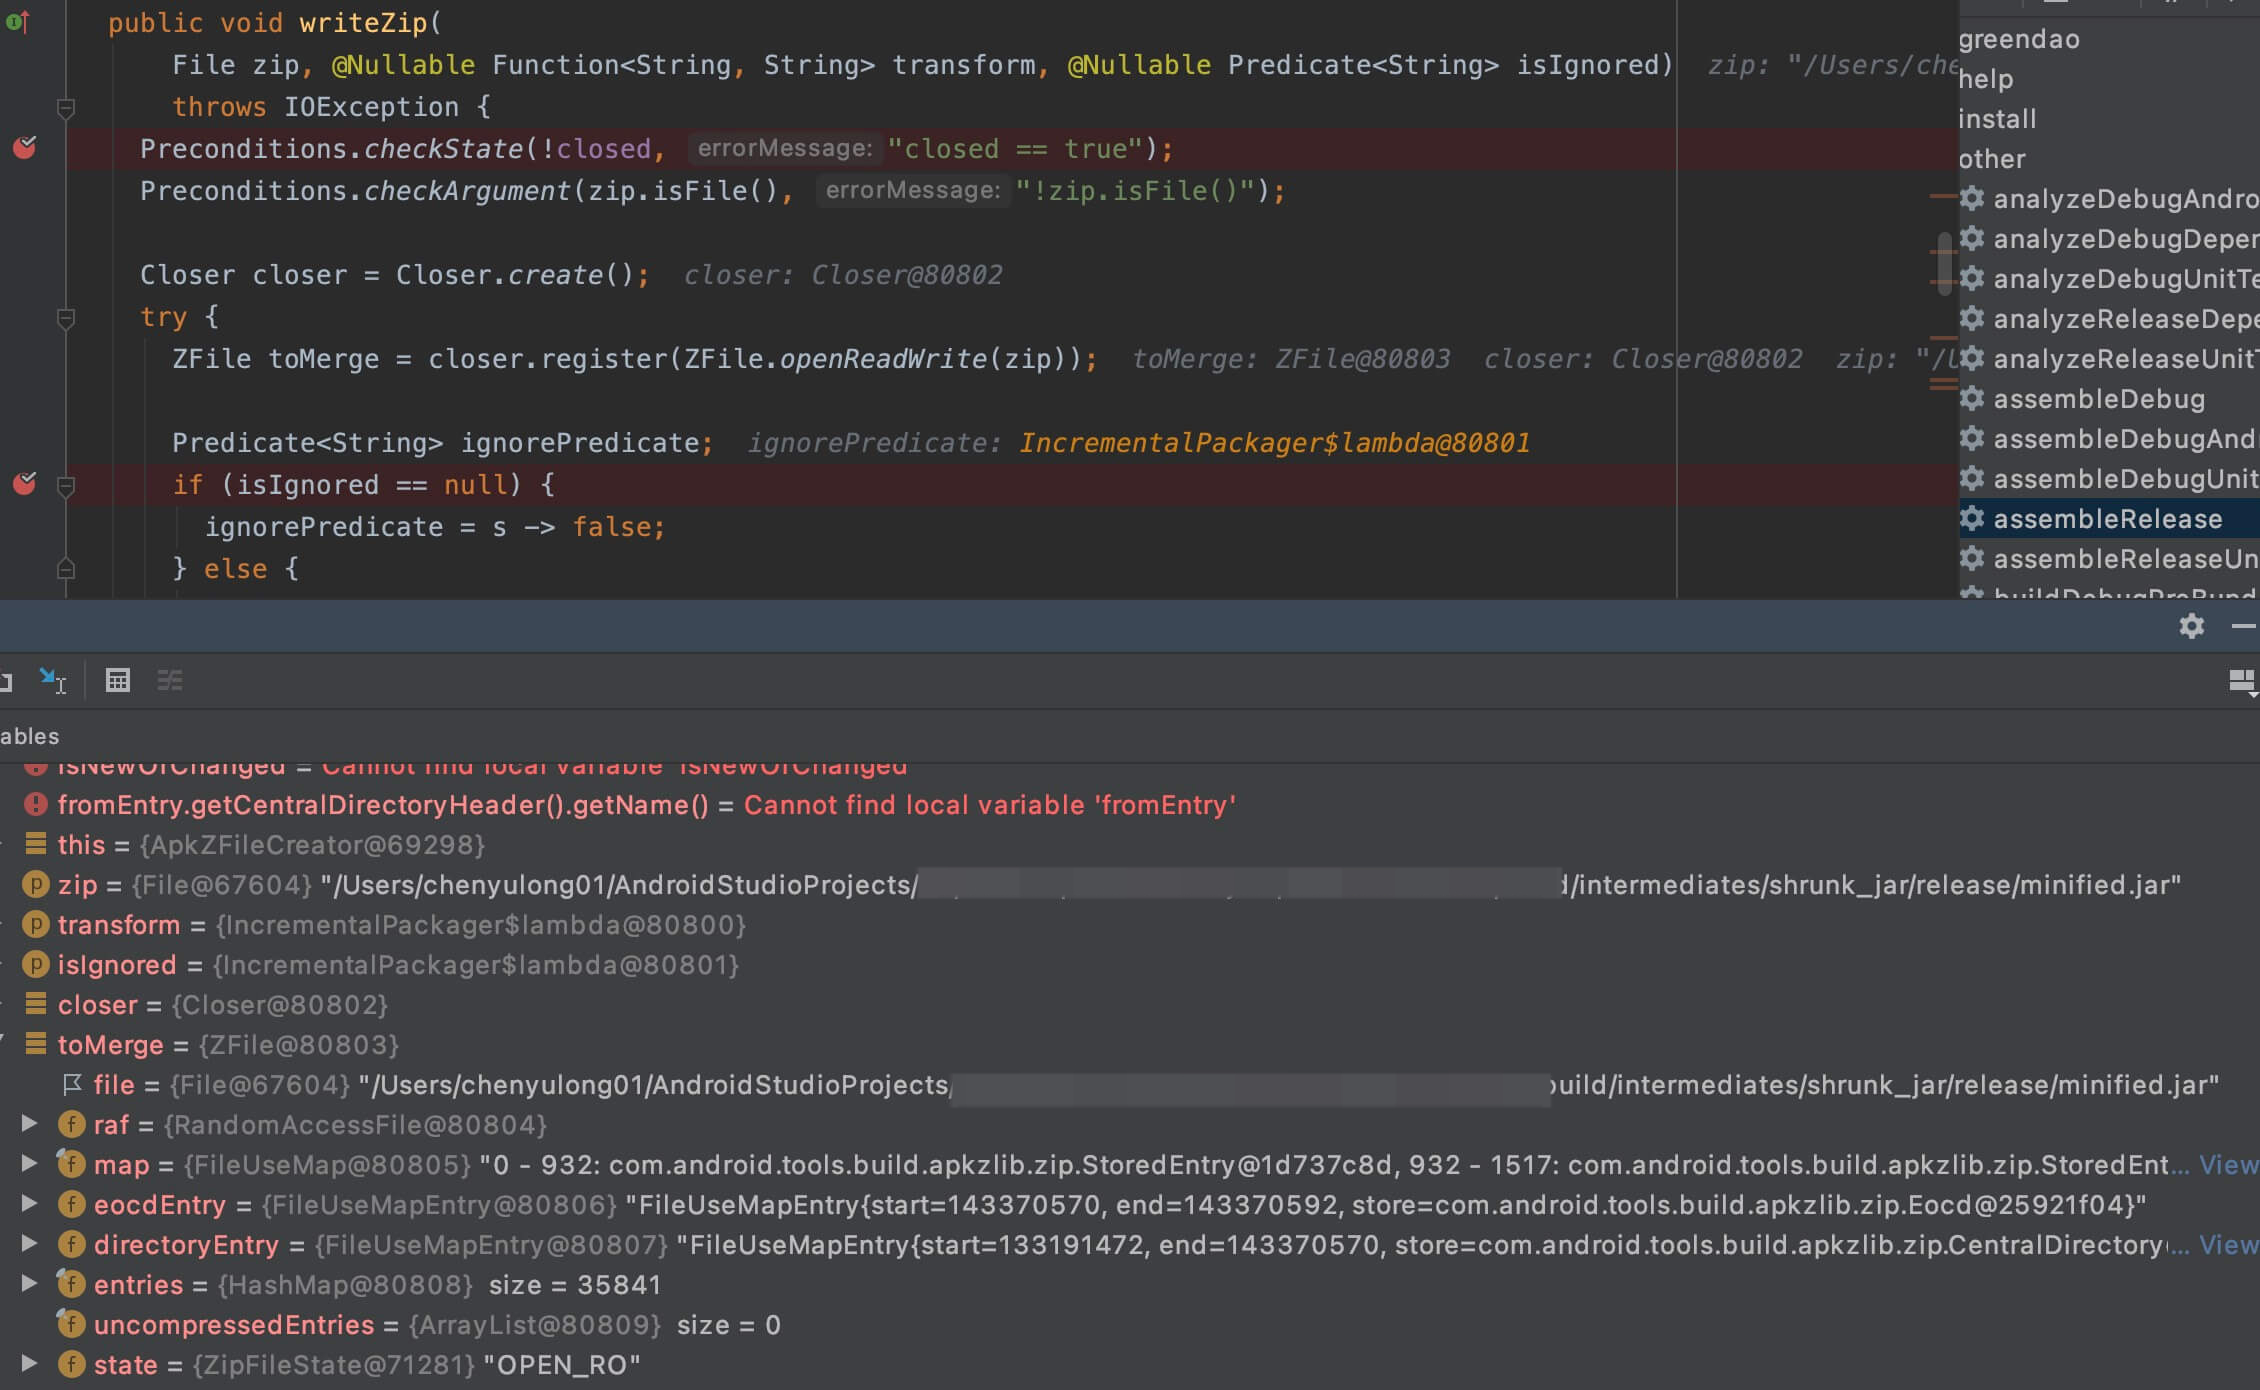 public void writeZip(
File zip, @Nullable Function<String, String> transform, @Nullable Predicate<String> isIgnored) zip: "/Users/che
throws IOException {
Preconditions.checkState(!closed, errorMessage: "closed == true");
Preconditions.checkArgument(zip.isFile(), errorMessage: "!zip.isFile()");
Closer closer = Closer.create(); closer: Closer@80802
try {
ZFile toMerge = closer.register(ZFile.openReadWrite(zip)); toMerge: ZFile@80803 closer: Closer@80802 zip: "/U
Predicate<String> ignorePredicate; ignorePredicate: IncrementalPackager$lambda@80801
if (isIgnored == null) {
ignorePredicate = s -> false;
} else {
greendao
help
install
other
analyzeDebugAndro
analyzeDebugDeper
analyzeDebugUnitTe
analyzeReleaseDepe
analyzeReleaseUnitT
assembleDebug
assembleDebugAnd
assembleDebugUnit
assembleRelease
assembleReleaseUn
buildDebugPreBund
ables
isNewOrChanged = Cannot find local variable 'isNewOrChanged'
fromEntry.getCentralDirectoryHeader().getName() = Cannot find local variable 'fromEntry'
this = {ApkZFileCreator@69298}
zip = {File@67604} "/Users/chenyulong01/AndroidStudioProjects/ d/intermediates/shrunk_jar/release/minified.jar"
transform = {IncrementalPackager$lambda@80800}
isIgnored = {IncrementalPackager$lambda@80801}
closer = {Closer@80802}
toMerge = {ZFile@80803}
file = {File@67604} "/Users/chenyulong01/AndroidStudioProjects/ build/intermediates/shrunk_jar/release/minified.jar"
raf = {RandomAccessFile@80804}
map = {FileUseMap@80805} "0 - 932: com.android.tools.build.apkzlib.zip.StoredEntry@1d737c8d, 932 - 1517: com.android.tools.build.apkzlib.zip.StoredEnt... View
eocdEntry = {FileUseMapEntry@80806} "FileUseMapEntry{start=143370570, end=143370592, store=com.android.tools.build.apkzlib.zip.Eocd@25921f04}"
directoryEntry = {FileUseMapEntry@80807} "FileUseMapEntry{start=133191472, end=143370570, store=com.android.tools.build.apkzlib.zip.CentralDirectory... View
entries = {HashMap@80808} size = 35841
uncompressedEntries = {ArrayList@80809} size = 0
state = {ZipFileState@71281} "OPEN_RO"